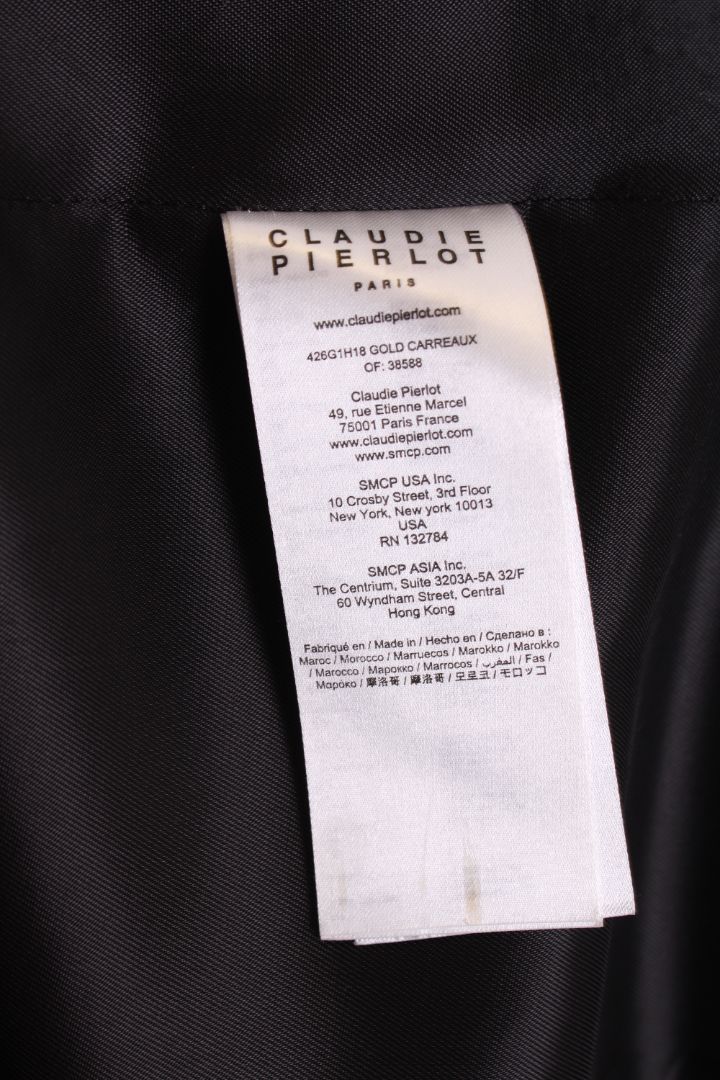 CLAUDIE
PIERLOT
PARIS
www.claudiepierlot.com
426G1H18 GOLD CARREAUX
OF: 38588
Claudie Pierlot
49, rue Etienne Marcel
75001 Paris France
www.claudiepierlot.com
www.smcp.com
SMCP USA Inc.
10 Crosby Street, 3rd Floor
New York, New york 10013
USA
RN 132784
SMCP ASIA Inc.
The Centrium, Suite 3203A-5A 32/F
60 Wyndham Street, Central
Hong Kong
Fabriqué en / Made in / Hecho en / Сделано в :
Maroc / Morocco / Marruecos / Marokko / Marokko
/ Marocco / Марокко / Marrocos / المغرب / Fas /
Мароко / 摩洛哥 / 摩洛哥 / 모로코 / モロッコ